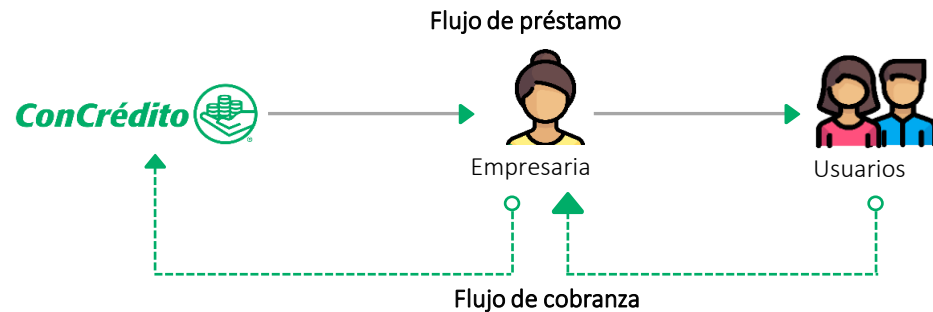 Flujo de préstamo
ConCrédito
Empresaria
Usuarios
Flujo de cobranza